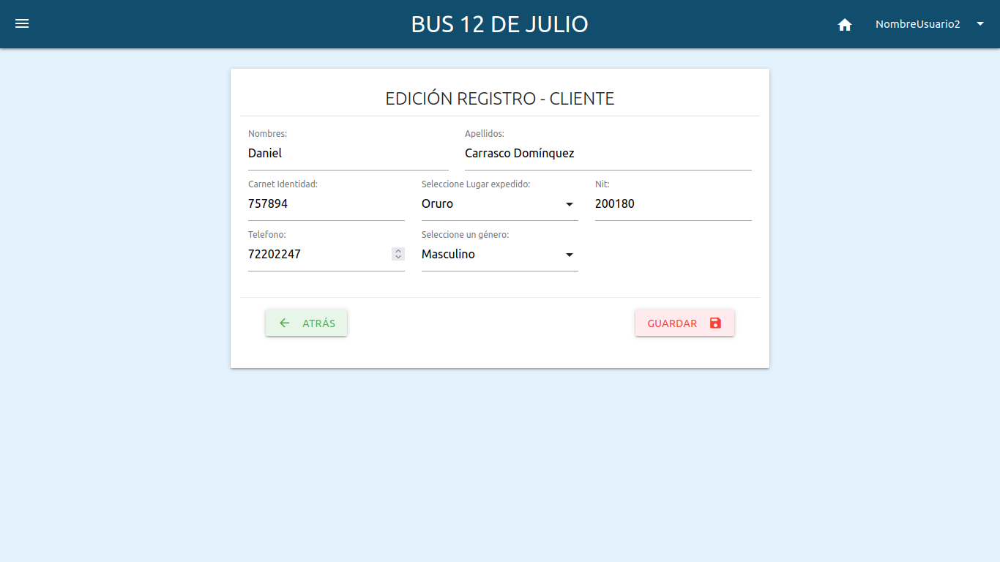 BUS 12 DE JULIO
NombreUsuario2
EDICIÓN REGISTRO - CLIENTE
Nombres: Apellidos:
Daniel Carrasco Domínquez
Carnet Identidad: Seleccione Lugar expedido: Nit:
757894 Oruro 200180
Telefono: Seleccione un género:
72202247 Masculino
ATRÁS GUARDAR